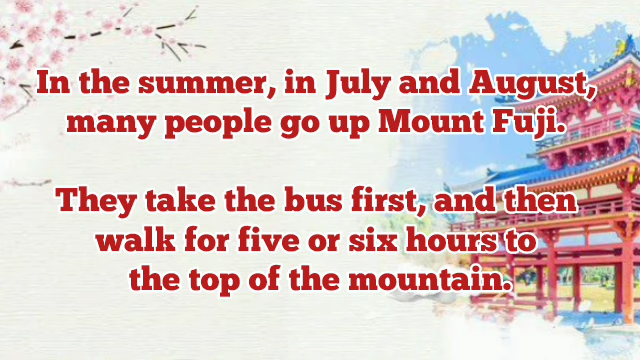 In the summer, in July and August,
many people go up Mount Fuji.
They take the bus first, and then
walk for five or six hours to
the top of the mountain.